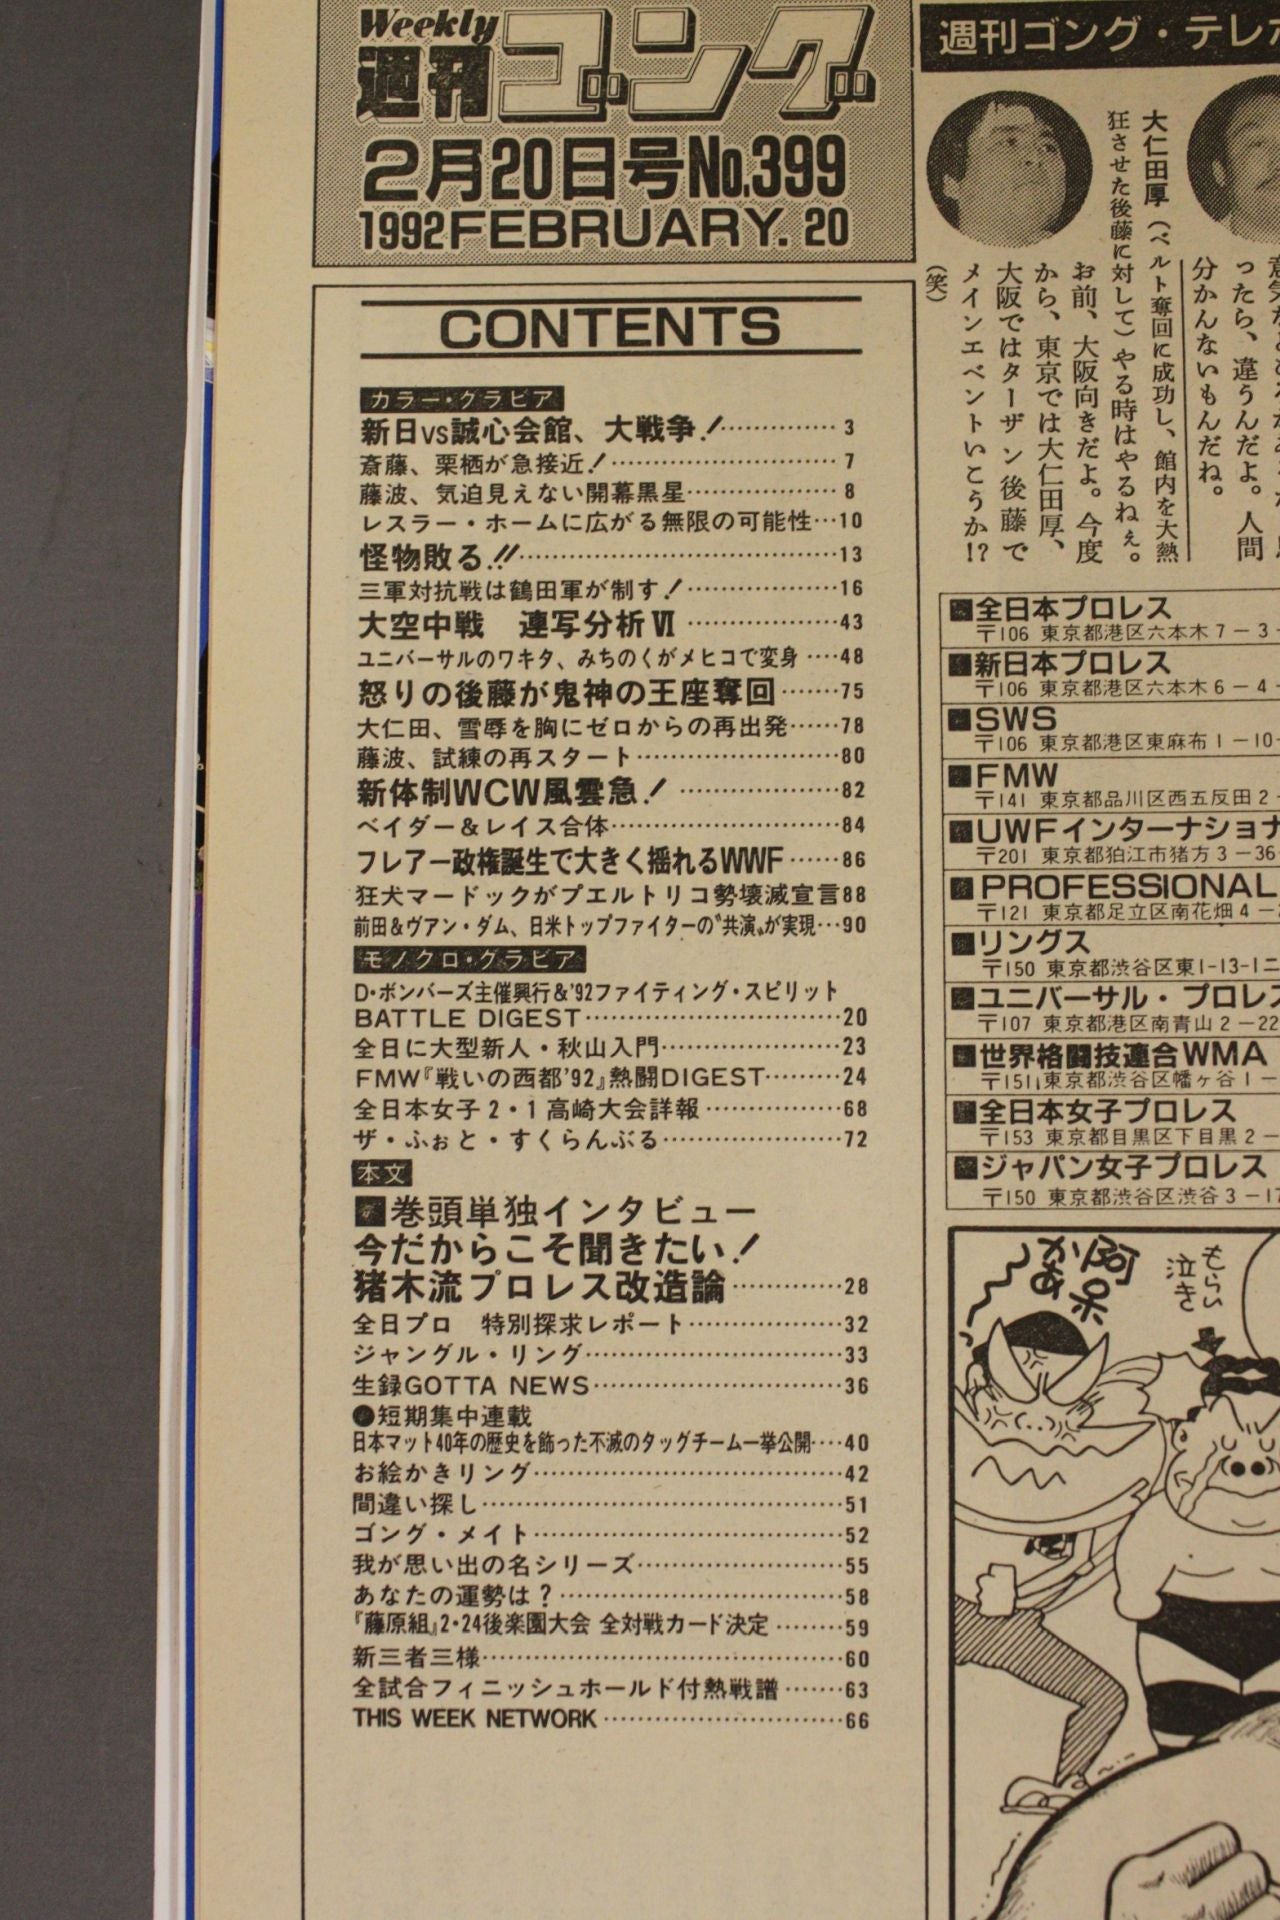 Weekly
週刊ゴング
2月20日号No.399
1992FEBRUARY. 20
CONTENTS
カラー・グラビア
新日VS誠心会館、大戦争!‥‥‥‥‥3
斎藤、栗栖が急接近!‥‥‥‥‥‥‥‥7
藤波、気迫見えない開幕黒星‥‥‥‥‥‥8
レスラー・ホームに広がる無限の可能性‥10
怪物敗る!!‥‥‥‥‥‥‥‥‥‥‥‥13
三軍対抗戦は鶴田軍が制す!‥‥‥‥‥‥16
大空中戦 連写分析Ⅵ‥‥‥‥‥‥43
ユニバーサルのワキタ、みちのくがメヒコで変身‥48
怒りの後藤が鬼神の王座奪回‥‥‥75
大仁田、雪辱を胸にゼロからの再出発‥‥78
藤波、試練の再スタート‥‥‥‥‥‥‥80
新体制WCW風雲急!‥‥‥‥‥‥82
ベイダー&レイス合体‥‥‥‥‥‥‥‥84
フレアー政権誕生で大きく揺れるWWF‥‥86
狂犬マードックがプエルトリコ勢壊滅宣言88
前田&ヴァン・ダム、日米トップファイターの〝共演〟が実現‥90
モノクロ・グラビア
D・ボンバーズ主催興行&'92ファイティング・スピリット
BATTLE DIGEST‥‥‥‥‥‥‥‥‥‥20
全日に大型新人・秋山入門‥‥‥‥‥‥‥23
FMW『戦いの西都'92』熱闘DIGEST‥‥‥24
全日本女子2・1高崎大会詳報‥‥‥‥‥68
ザ・ふぉと・すくらんぶる‥‥‥‥‥‥‥72
本文
■巻頭単独インタビュー
今だからこそ聞きたい!
猪木流プロレス改造論‥‥‥‥‥28
全日プロ 特別探求レポート‥‥‥‥‥‥32
ジャングル・リング‥‥‥‥‥‥‥‥‥‥33
生録GOTTA NEWS‥‥‥‥‥‥‥‥‥36
●短期集中連載
日本マット40年の歴史を飾った不滅のタッグチーム一挙公開‥‥40
お絵かきリング‥‥‥‥‥‥‥‥‥‥‥‥42
間違い探し‥‥‥‥‥‥‥‥‥‥‥‥‥‥51
ゴング・メイト‥‥‥‥‥‥‥‥‥‥‥‥52
我が思い出の名シリーズ‥‥‥‥‥‥‥‥55
あなたの運勢は?‥‥‥‥‥‥‥‥‥‥‥58
『藤原組』2・24後楽園大会 全対戦カード決定‥‥‥59
新三者三様‥‥‥‥‥‥‥‥‥‥‥‥‥‥60
全試合フィニッシュホールド付熱戦譜‥‥63
THIS WEEK NETWORK‥‥‥‥‥‥‥‥66
週刊ゴング・テレホ
意気
ったら、違うんだよ。人間
分かんないもんだね。
大仁田厚(ベルト奪回に成功し、館内を大熱
狂させた後藤に対して)やる時はやるねぇ。
お前、大阪向きだよ。今度
から、東京では大仁田厚、
大阪ではターザン後藤で
メインエベントいこうか!?
(笑)
■全日本プロレス
〒106 東京都港区六本木7-3-
■新日本プロレス
〒106 東京都港区六本木6-4-
■SWS
〒106 東京都港区東麻布1-10-
■FMW
〒141 東京都品川区西五反田2-
■UWFインターナショナ
〒201 東京都狛江市猪方3-36-
■PROFESSIONAL
〒121 東京都足立区南花畑4-
■リングス
〒150 東京都渋谷区東1-13-1ニ
■ユニバーサル・プロレス
〒107 東京都港区南青山2-22
■世界格闘技連合WMA
〒151 東京都渋谷区幡ヶ谷1-
■全日本女子プロレス
〒153 東京都目黒区下目黒2-
■ジャパン女子プロレス
〒150 東京都渋谷区渋谷3-17
もらい
泣き
阿呆
かぁ